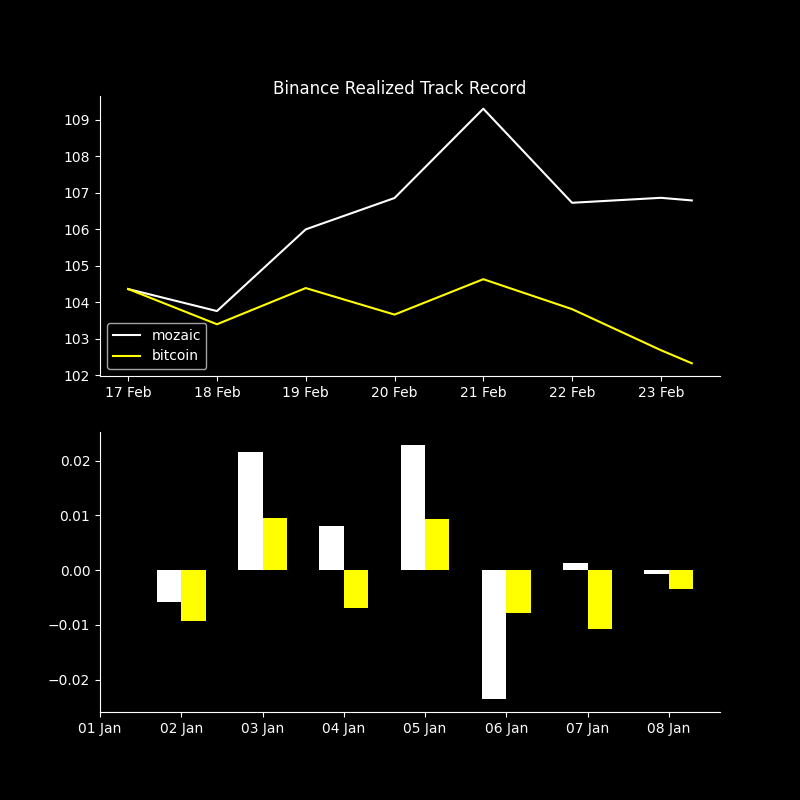 Binance Realized Track Record
109
108
107
106
105
104
103
102
mozaic
bitcoin
17 Feb 18 Feb 19 Feb 20 Feb 21 Feb 22 Feb 23 Feb
0.02
0.01
0.00
−0.01
−0.02
01 Jan 02 Jan 03 Jan 04 Jan 05 Jan 06 Jan 07 Jan 08 Jan